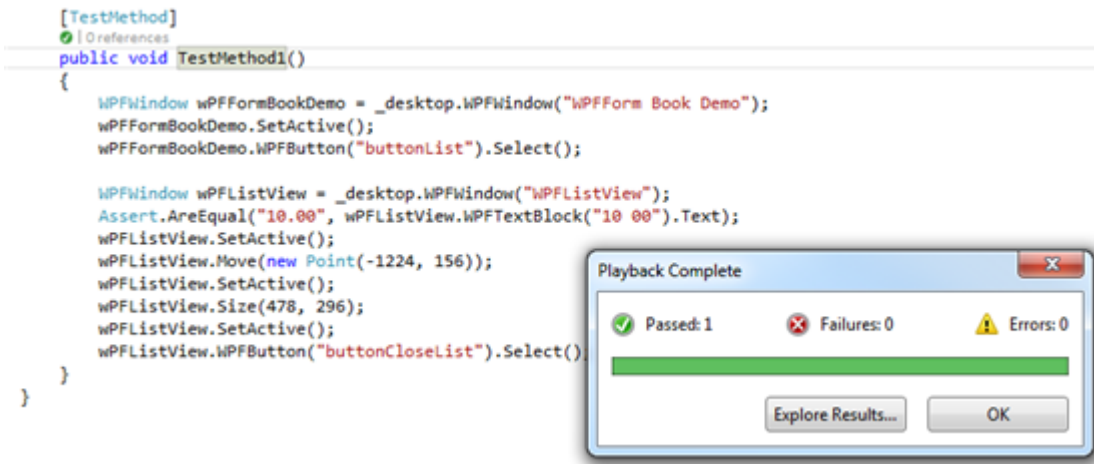 [TestMethod]
| 0 references
public void TestMethod1()
{
WPFWindow wPFFormBookDemo = _desktop.WPFWindow("WPFForm Book Demo");
wPFFormBookDemo.SetActive();
wPFFormBookDemo.WPFButton("buttonList").Select();
WPFWindow wPFListView = _desktop.WPFWindow("WPFListView");
Assert.AreEqual("10.00", wPFListView.WPFTextBlock("10 00").Text);
wPFListView.SetActive();
wPFListView.Move(new Point(-1224, 156));
wPFListView.SetActive();
wPFListView.Size(478, 296);
wPFListView.SetActive();
wPFListView.WPFButton("buttonCloseList").Select()
}
}
Playback Complete
Passed: 1 Failures: 0 Errors: 0
Explore Results... OK